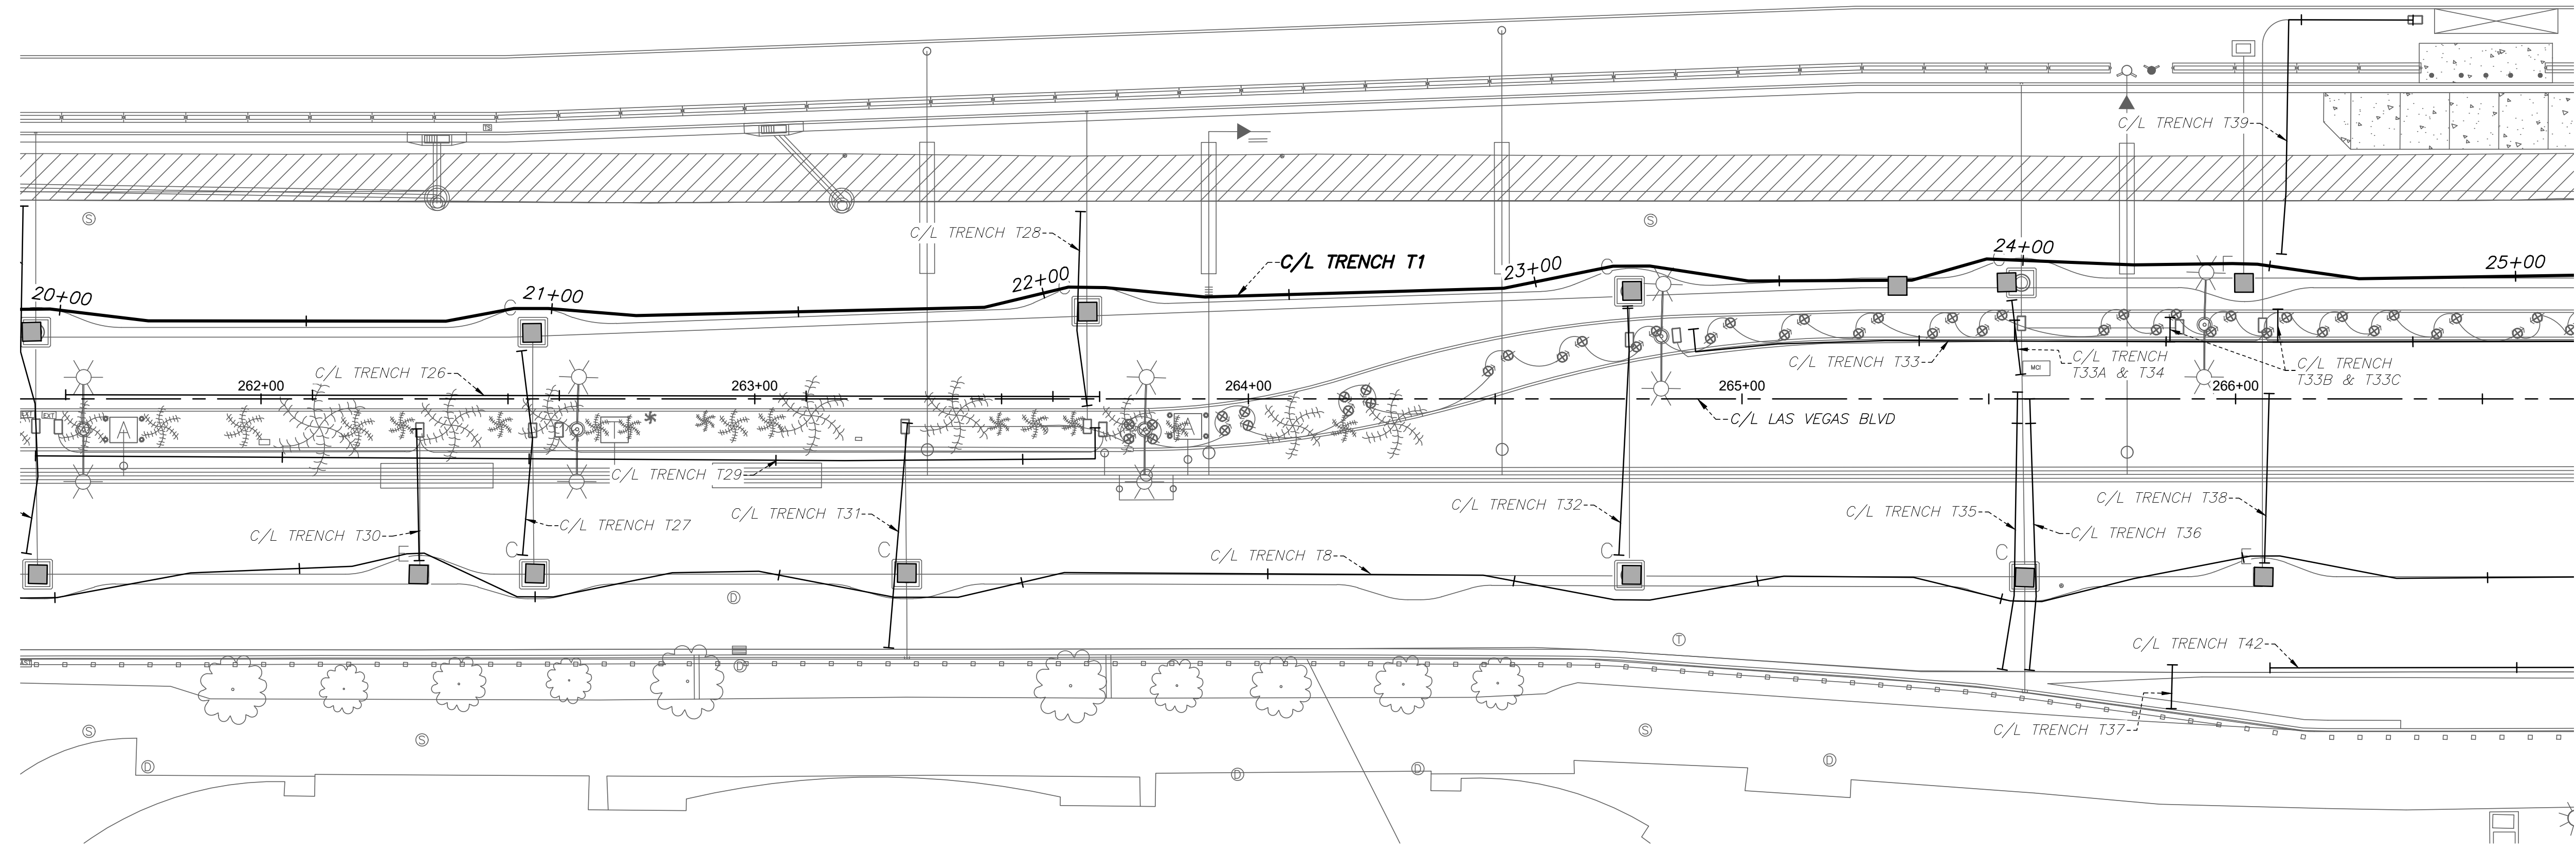 C/L TRENCH T39
TS
S
S
C/L TRENCH T28
C/L TRENCH T1
20+00
21+00
22+00
23+00
24+00
25+00
C/L TRENCH T26
262+00
263+00
264+00
265+00
266+00
C/L TRENCH T33
C/L TRENCH
T33A & T34
MCI
C/L TRENCH
T33B & T33C
EXT
EXT
C/L LAS VEGAS BLVD
C/L TRENCH T29
C/L TRENCH T30
C/L TRENCH T27
C/L TRENCH T31
C/L TRENCH T32
C/L TRENCH T35
C/L TRENCH T36
C/L TRENCH T38
C/L TRENCH T8
D
T
D
C/L TRENCH T42
C/L TRENCH T37
S
S
S
D
D
D
D